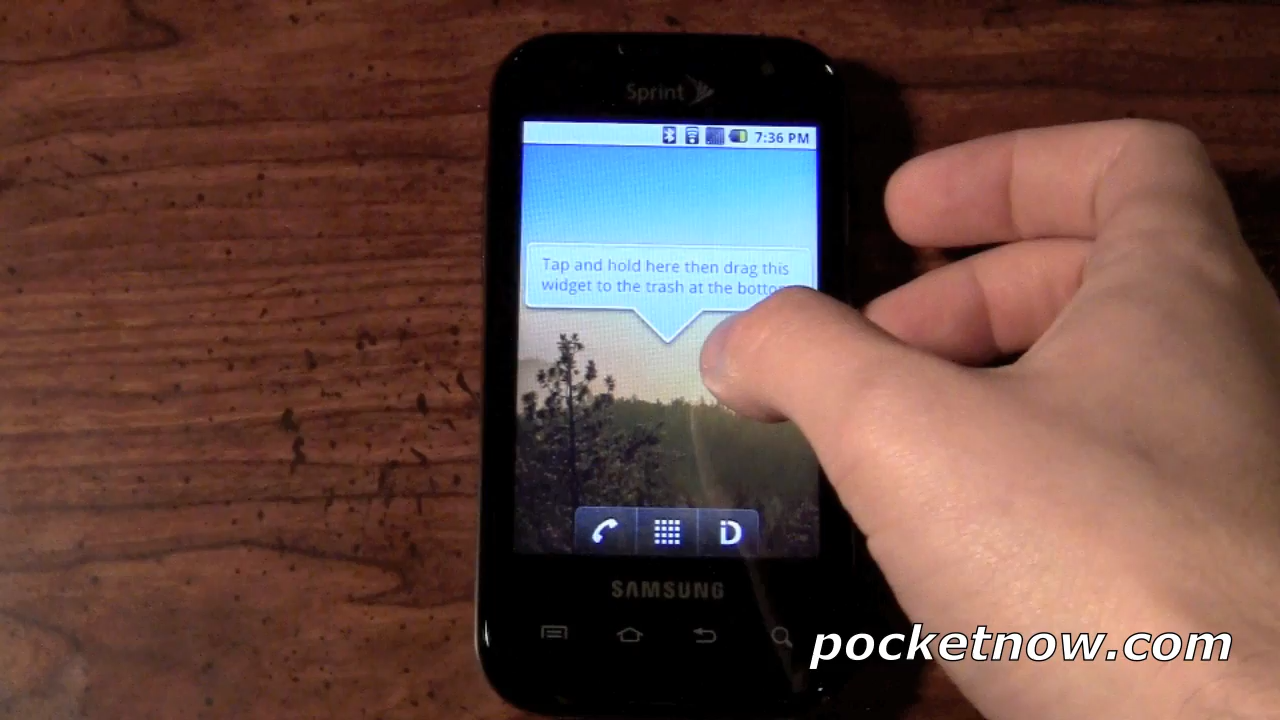 Sprint
7:36 PM
Tap and hold here then drag this
widget to the trash at the
iD
SAMSUNG
pocketnow.com